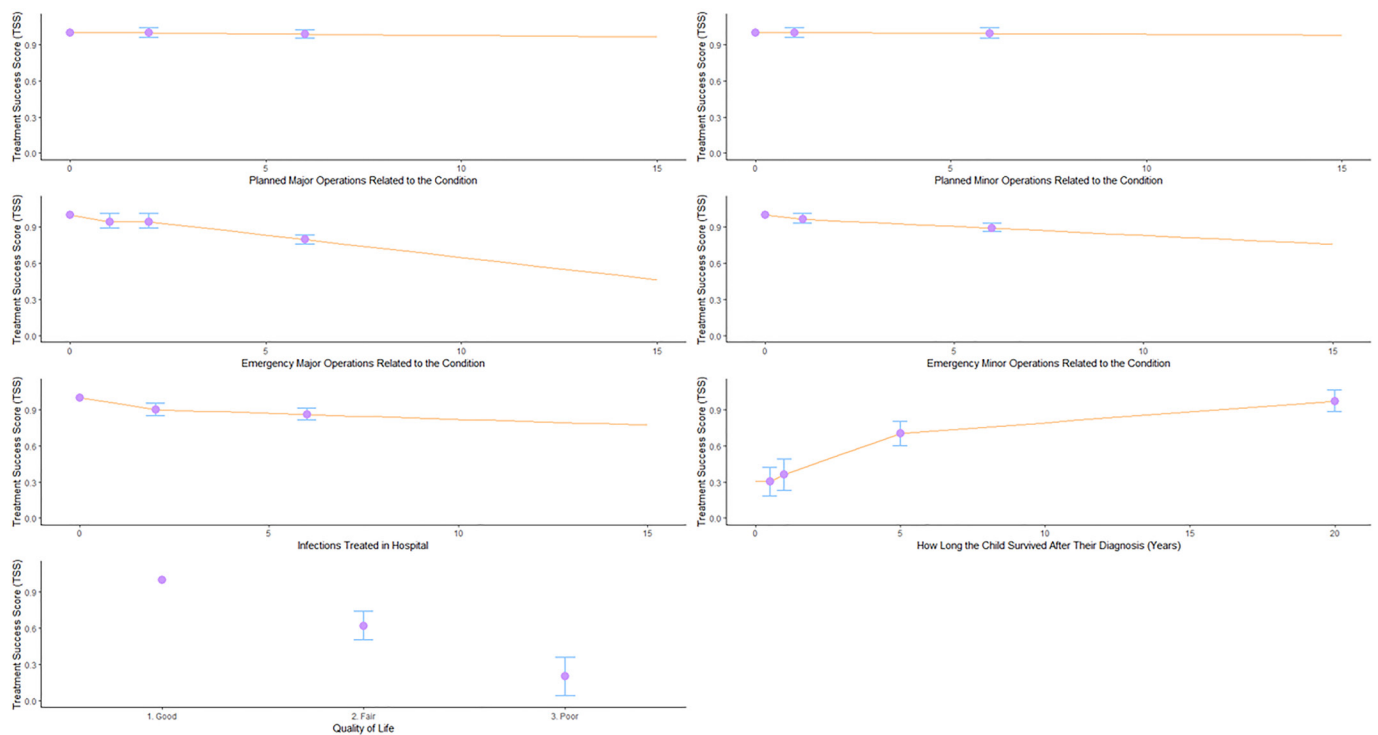 Treatment Success Score (TSS)
0.9
0.6
0.3
0.0
0 5 10 15
Planned Major Operations Related to the Condition
Treatment Success Score (TSS)
0.9
0.6
0.3
0.0
0 5 10 15
Planned Minor Operations Related to the Condition
Treatment Success Score (TSS)
0.9
0.6
0.3
0.0
0 5 10 15
Emergency Major Operations Related to the Condition
Treatment Success Score (TSS)
0.9
0.6
0.3
0.0
0 5 10 15
Emergency Minor Operations Related to the Condition
Treatment Success Score (TSS)
0.9
0.6
0.3
0.0
0 5 10 15
Infections Treated in Hospital
Treatment Success Score (TSS)
0.9
0.6
0.3
0.0
0 5 10 15 20
How Long the Child Survived After Their Diagnosis (Years)
Treatment Success Score (TSS)
0.9
0.6
0.3
0.0
1. Good 2. Fair 3. Poor
Quality of Life